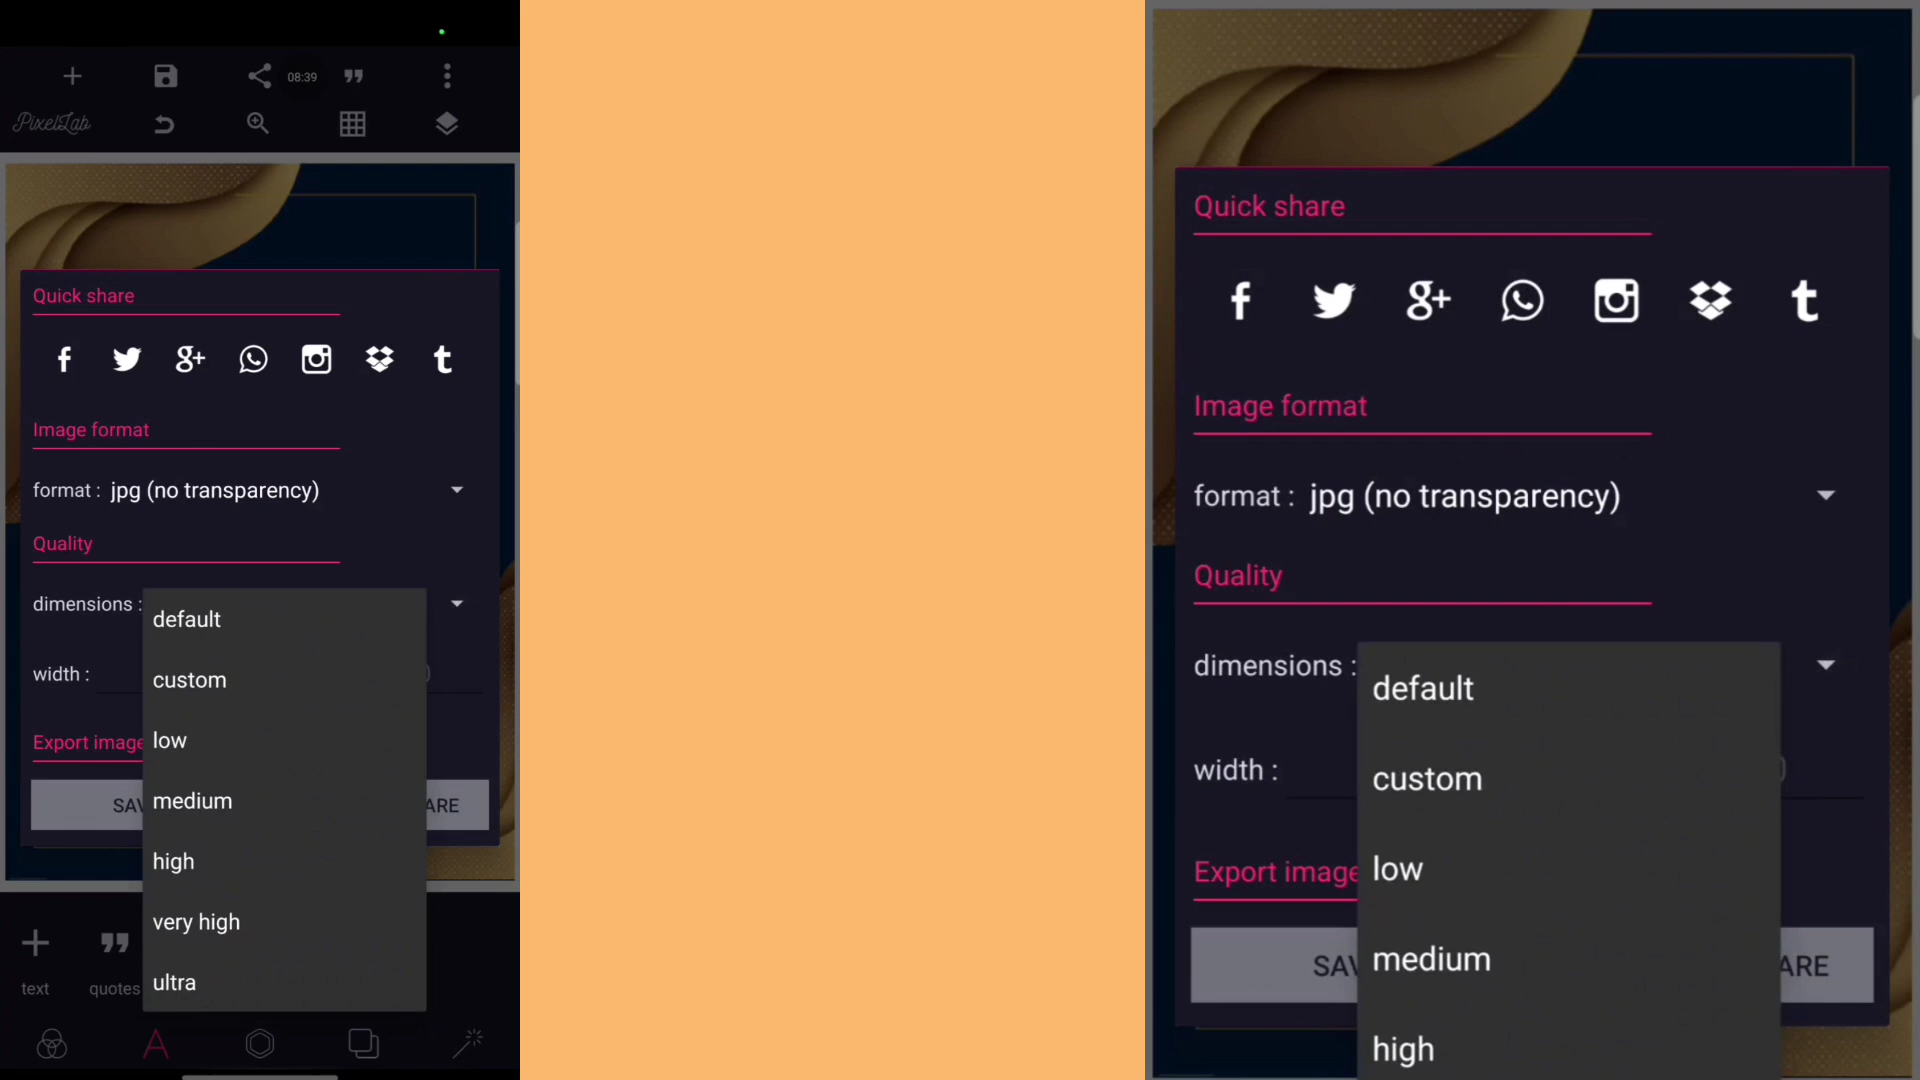 08:39
PixelLab
Quick share
Image format
format : jpg (no transparency)
Quality
dimensions :
default
custom
width :
low
Export image
medium
SAV
ARE
high
very high
ultra
text
quotes
Quick share
Image format
format : jpg (no transparency)
Quality
dimensions :
default
width :
custom
Export image
low
SAV
medium
ARE
high